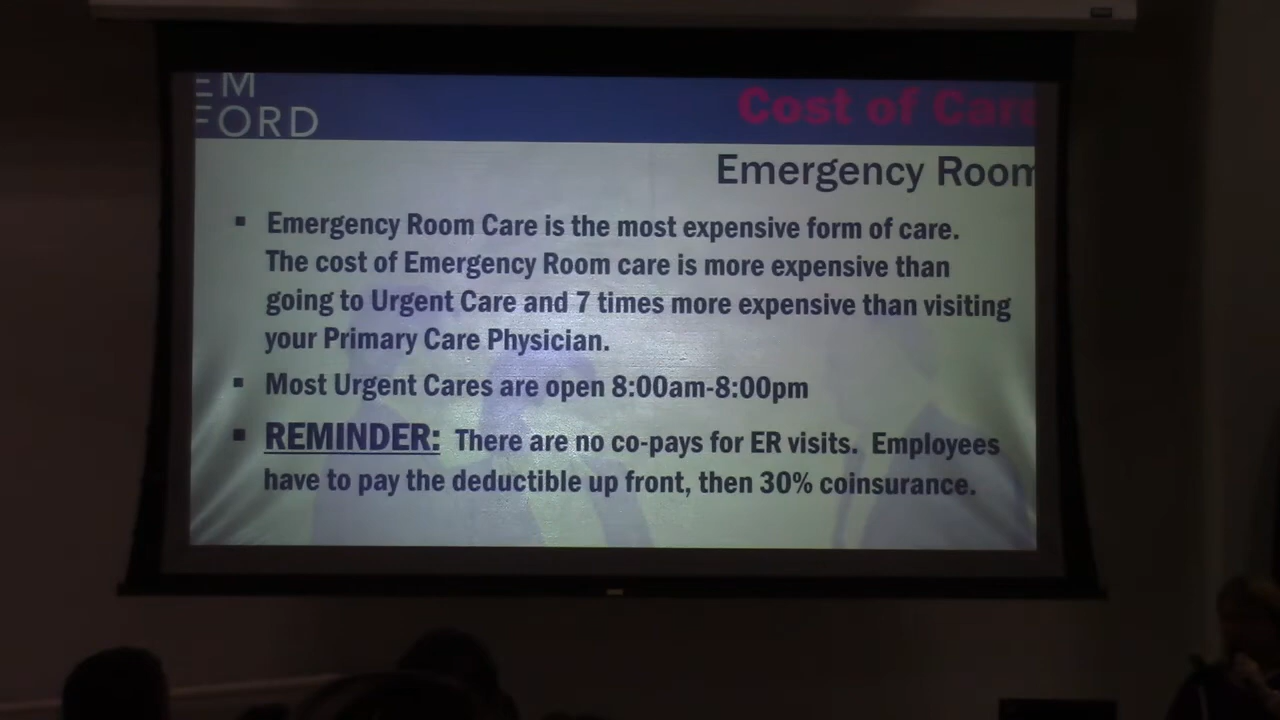 EM
FORD
Cost of Care
Emergency Room
▪ Emergency Room Care is the most expensive form of care.
The cost of Emergency Room care is more expensive than
going to Urgent Care and 7 times more expensive than visiting
your Primary Care Physician.
▪ Most Urgent Cares are open 8:00am-8:00pm
▪ REMINDER: There are no co-pays for ER visits. Employees
have to pay the deductible up front, then 30% coinsurance.